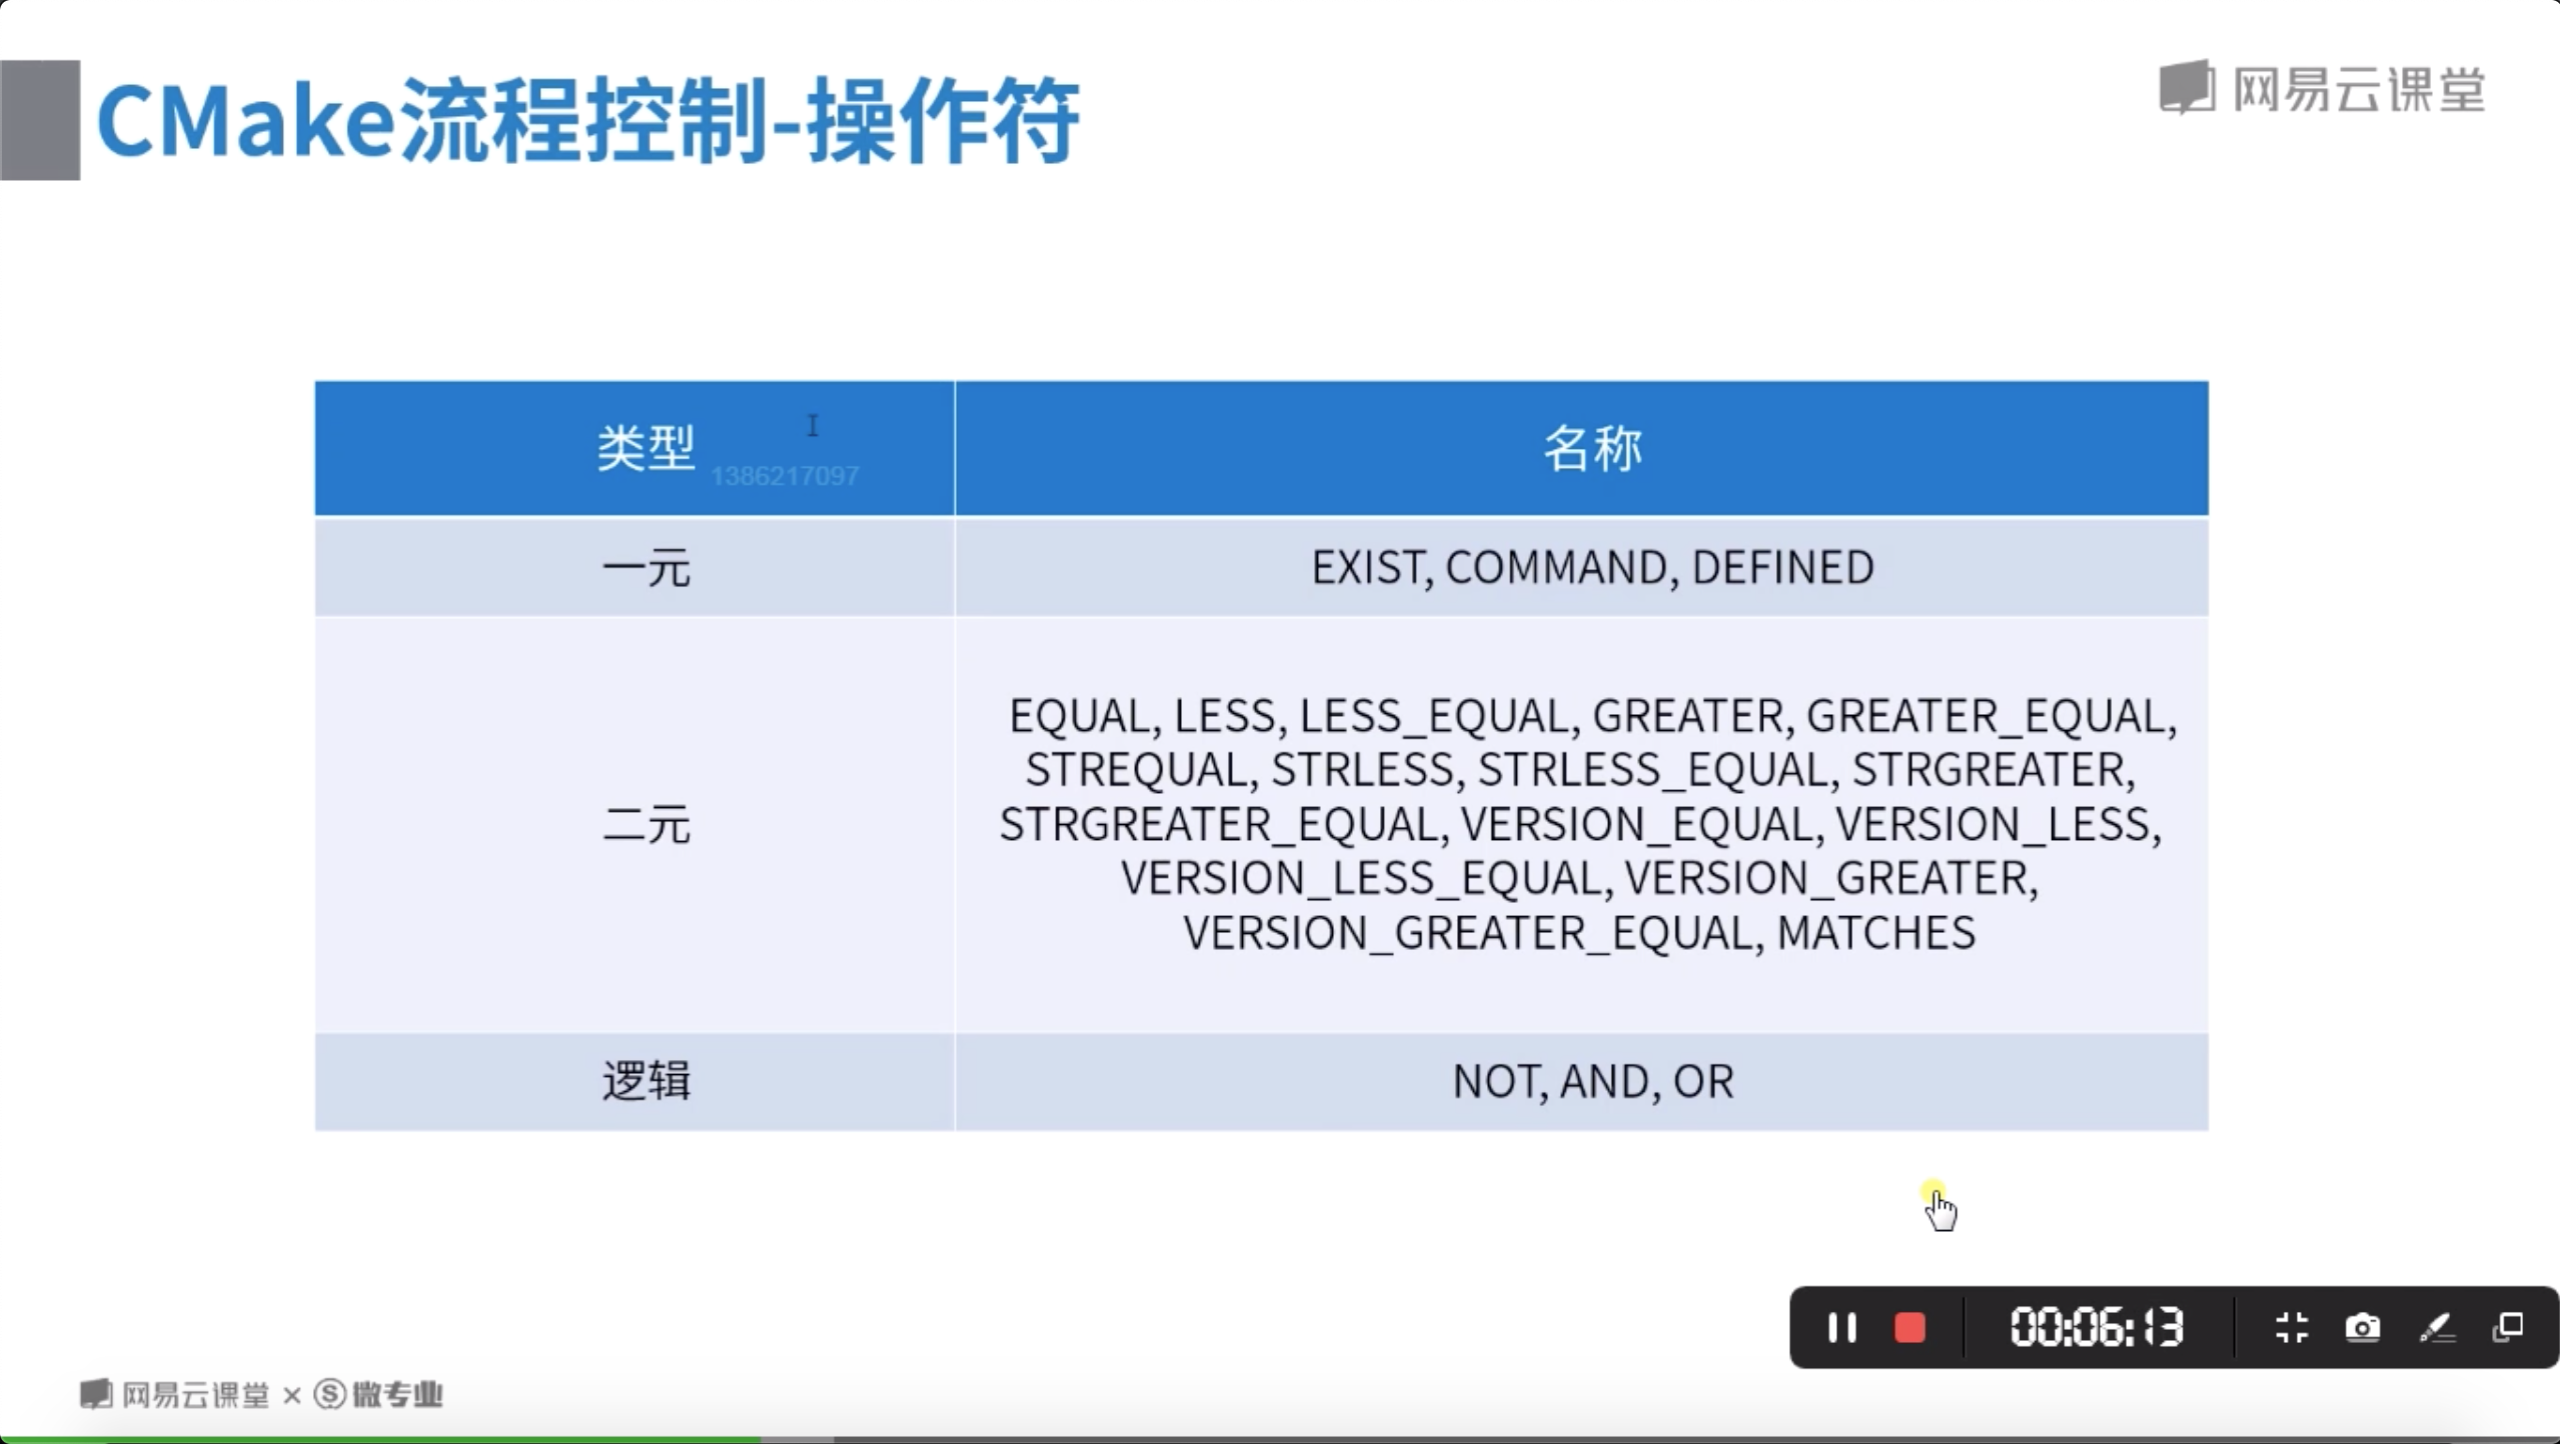 CMake流程控制-操作符
网易云课堂
类型
名称
1386217097
一元
EXIST, COMMAND, DEFINED
二元
EQUAL, LESS, LESS_EQUAL, GREATER, GREATER_EQUAL,
STREQUAL, STRLESS, STRLESS_EQUAL, STRGREATER,
STRGREATER_EQUAL, VERSION_EQUAL, VERSION_LESS,
VERSION_LESS_EQUAL, VERSION_GREATER,
VERSION_GREATER_EQUAL, MATCHES
逻辑
NOT, AND, OR
00:06:13
网易云课堂 × Ⓢ微专业